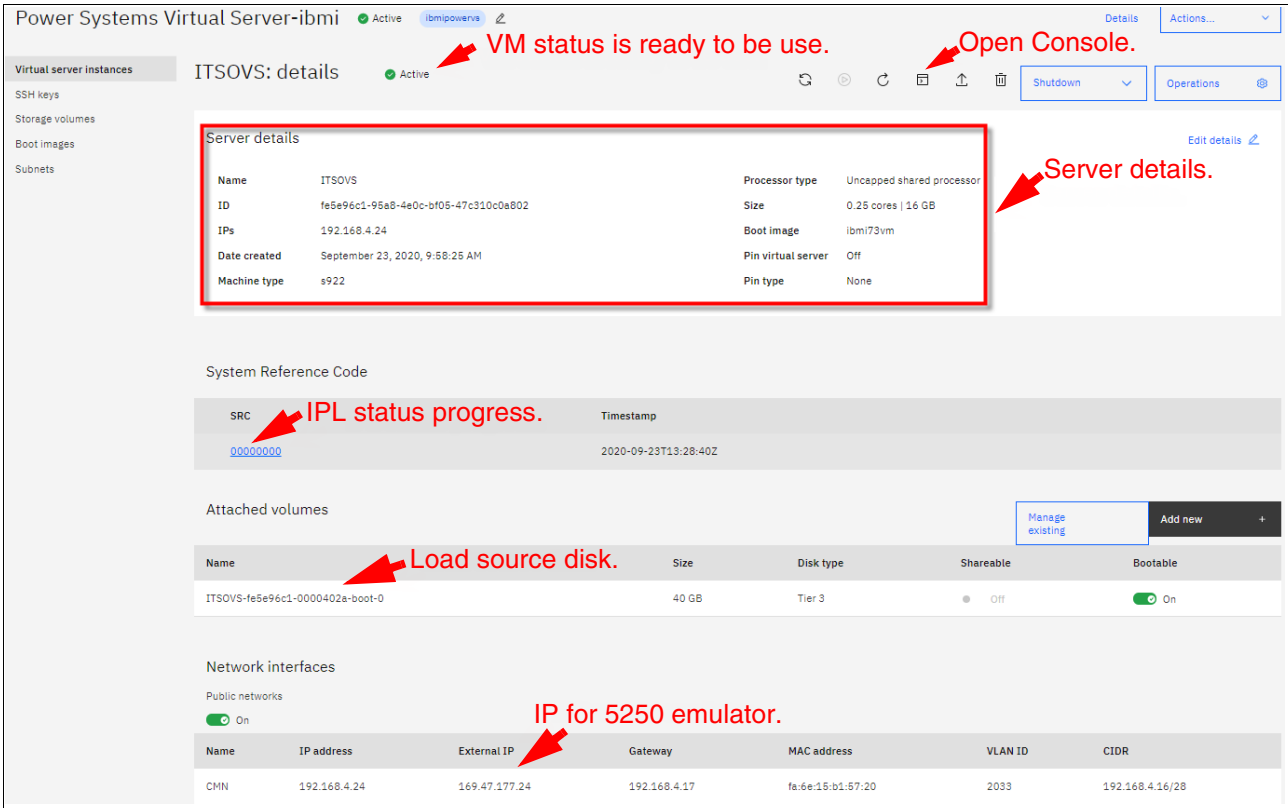 Power Systems Virtual Server-ibmi Active ibmipowervs Details Actions...
VM status is ready to be use. Open Console.
Virtual server instances
SSH keys
Storage volumes
Boot images
Subnets
ITSOVS: details Active Shutdown Operations
Server details Edit details
Server details.
Name ITSOVS Processor type Uncapped shared processor
ID fe5e96c1-95a8-4e0c-bf05-47c310c0a802 Size 0.25 cores | 16 GB
IPs 192.168.4.24 Boot image ibmi73vm
Date created September 23, 2020, 9:58:25 AM Pin virtual server Off
Machine type s922 Pin type None
System Reference Code
IPL status progress.
SRC Timestamp
00000000 2020-09-23T13:28:40Z
Attached volumes Manage existing Add new +
Load source disk.
Name Size Disk type Shareable Bootable
ITSOVS-fe5e96c1-0000402a-boot-0 40 GB Tier 3 Off On
Network interfaces
Public networks
On
IP for 5250 emulator.
Name IP address External IP Gateway MAC address VLAN ID CIDR
CMN 192.168.4.24 169.47.177.24 192.168.4.17 fa:6e:15:b1:57:20 2033 192.168.4.16/28